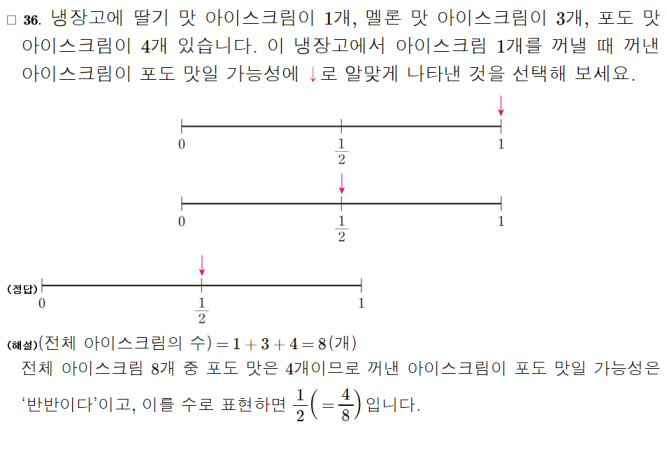 □ 36. 냉장고에 딸기 맛 아이스크림이 1개, 멜론 맛 아이스크림이 3개, 포도 맛
아이스크림이 4개 있습니다. 이 냉장고에서 아이스크림 1개를 꺼낼 때 꺼낸
아이스크림이 포도 맛일 가능성에 ↓로 알맞게 나타낸 것을 선택해 보세요.
0 1/2 1
0 1/2 1
(정답)
0 1/2 1
(해설)(전체 아이스크림의 수)=1+3+4=8(개)
전체 아이스크림 8개 중 포도 맛은 4개이므로 꺼낸 아이스크림이 포도 맛일 가능성은
‘반반이다’이고, 이를 수로 표현하면 1/2(=4/8)입니다.